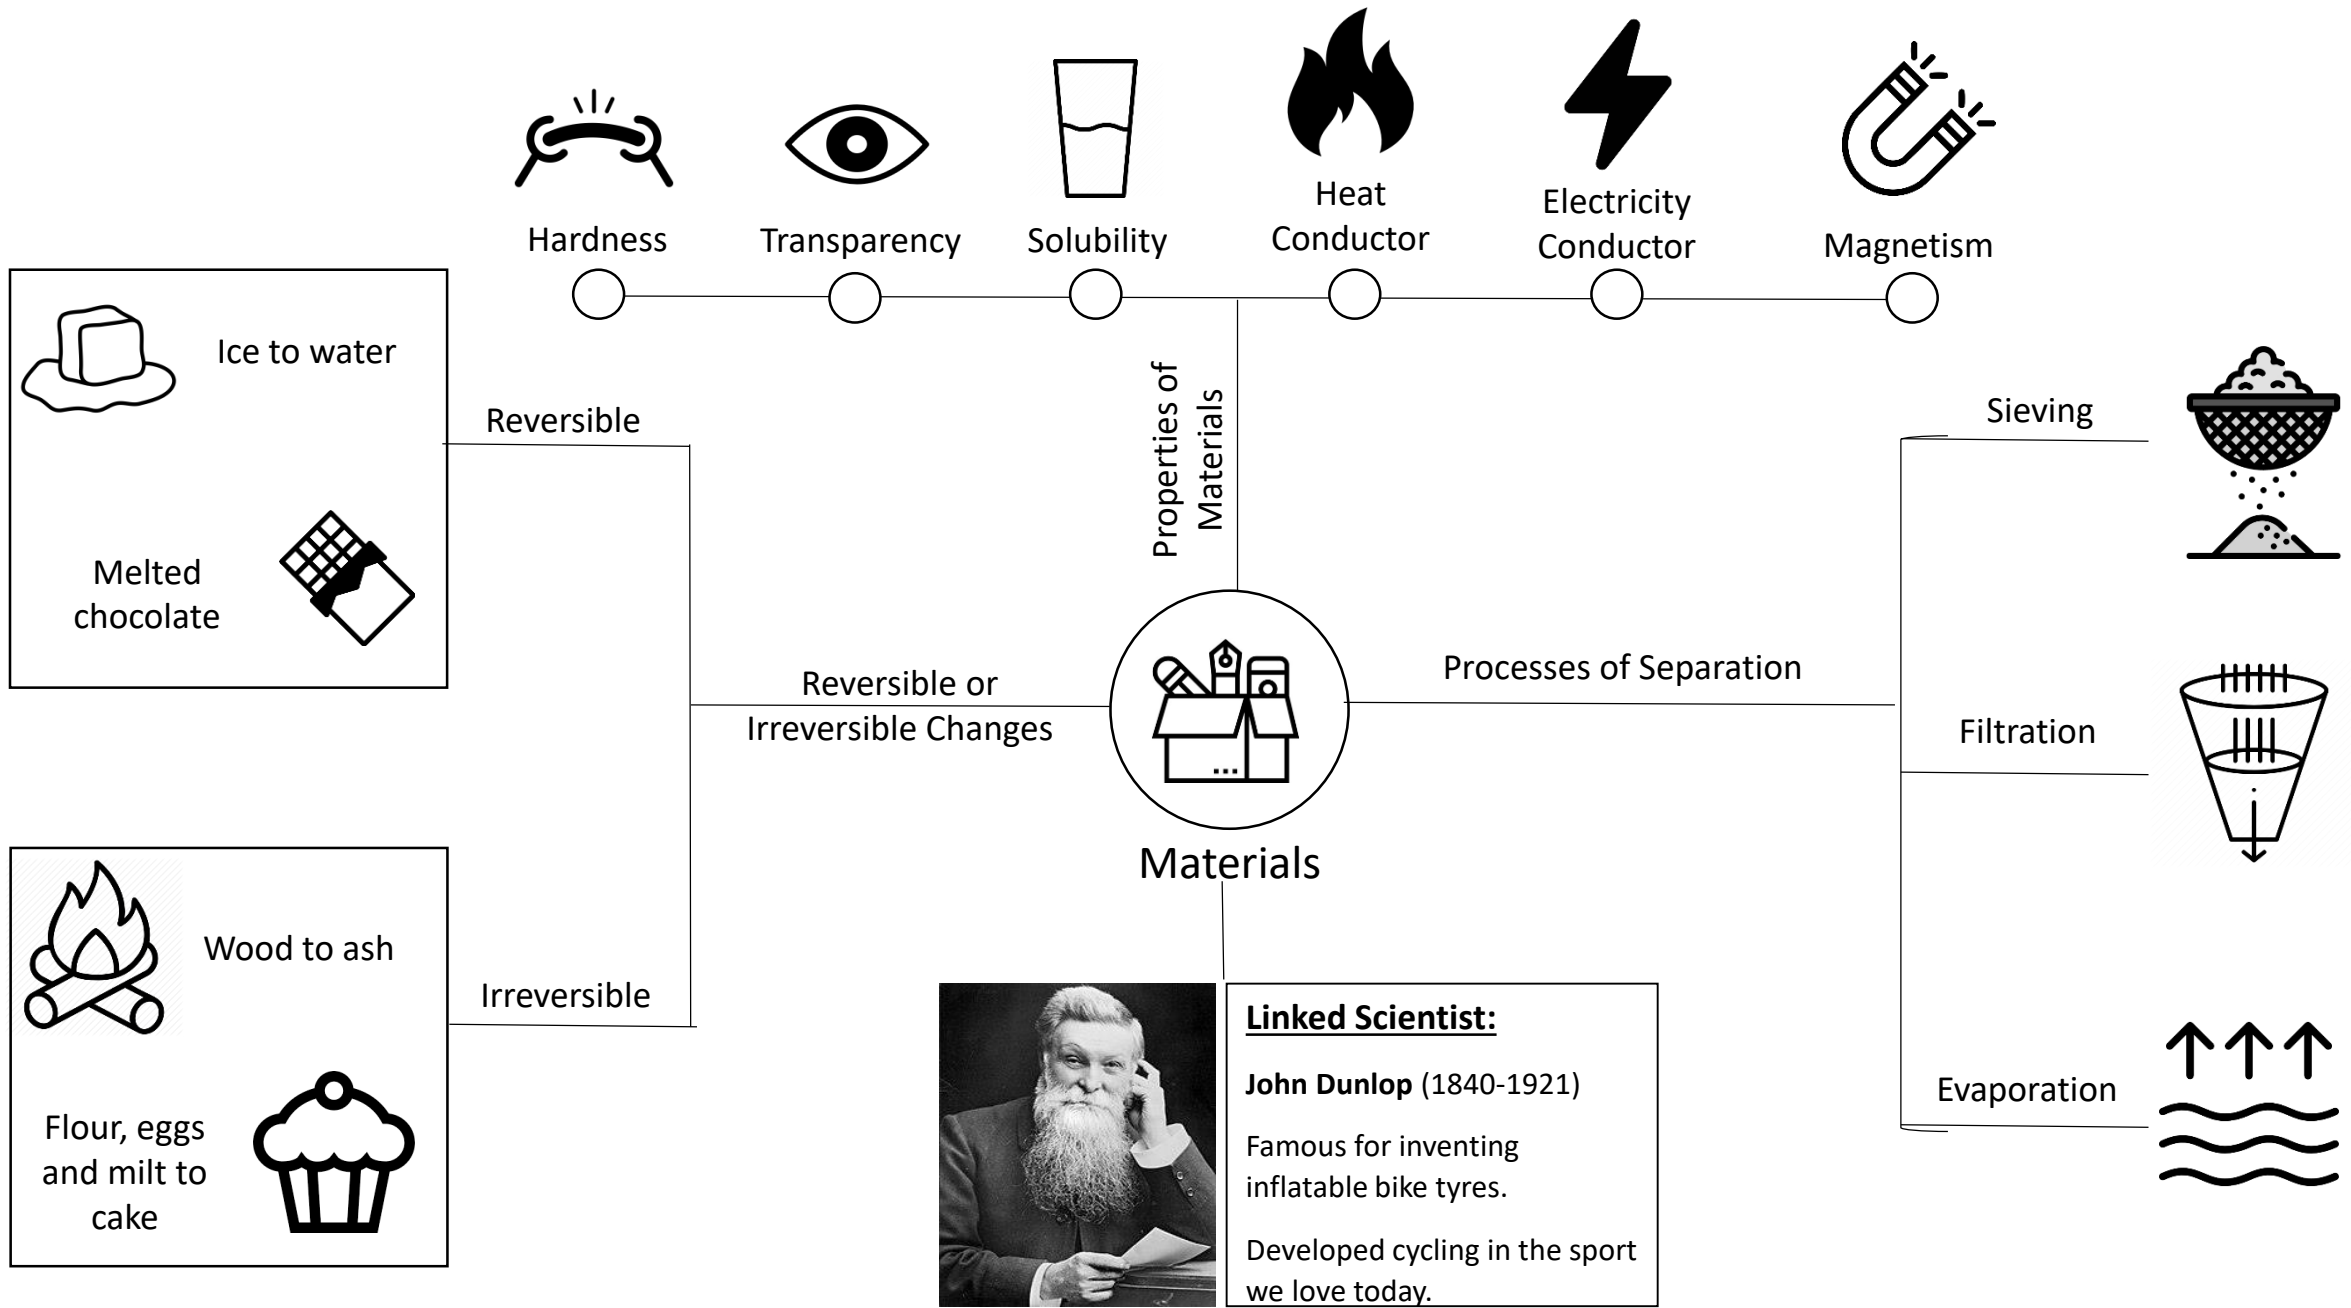 Hardness
Transparency
Solubility
Heat
Conductor
Electricity
Conductor
Magnetism
Ice to water
Melted
chocolate
Reversible
Properties of
Materials
Sieving
Reversible or
Irreversible Changes
Processes of Separation
Filtration
Materials
Wood to ash
Flour, eggs
and milt to
cake
Irreversible
Linked Scientist:
John Dunlop (1840-1921)
Famous for inventing
inflatable bike tyres.
Developed cycling in the sport
we love today.
Evaporation